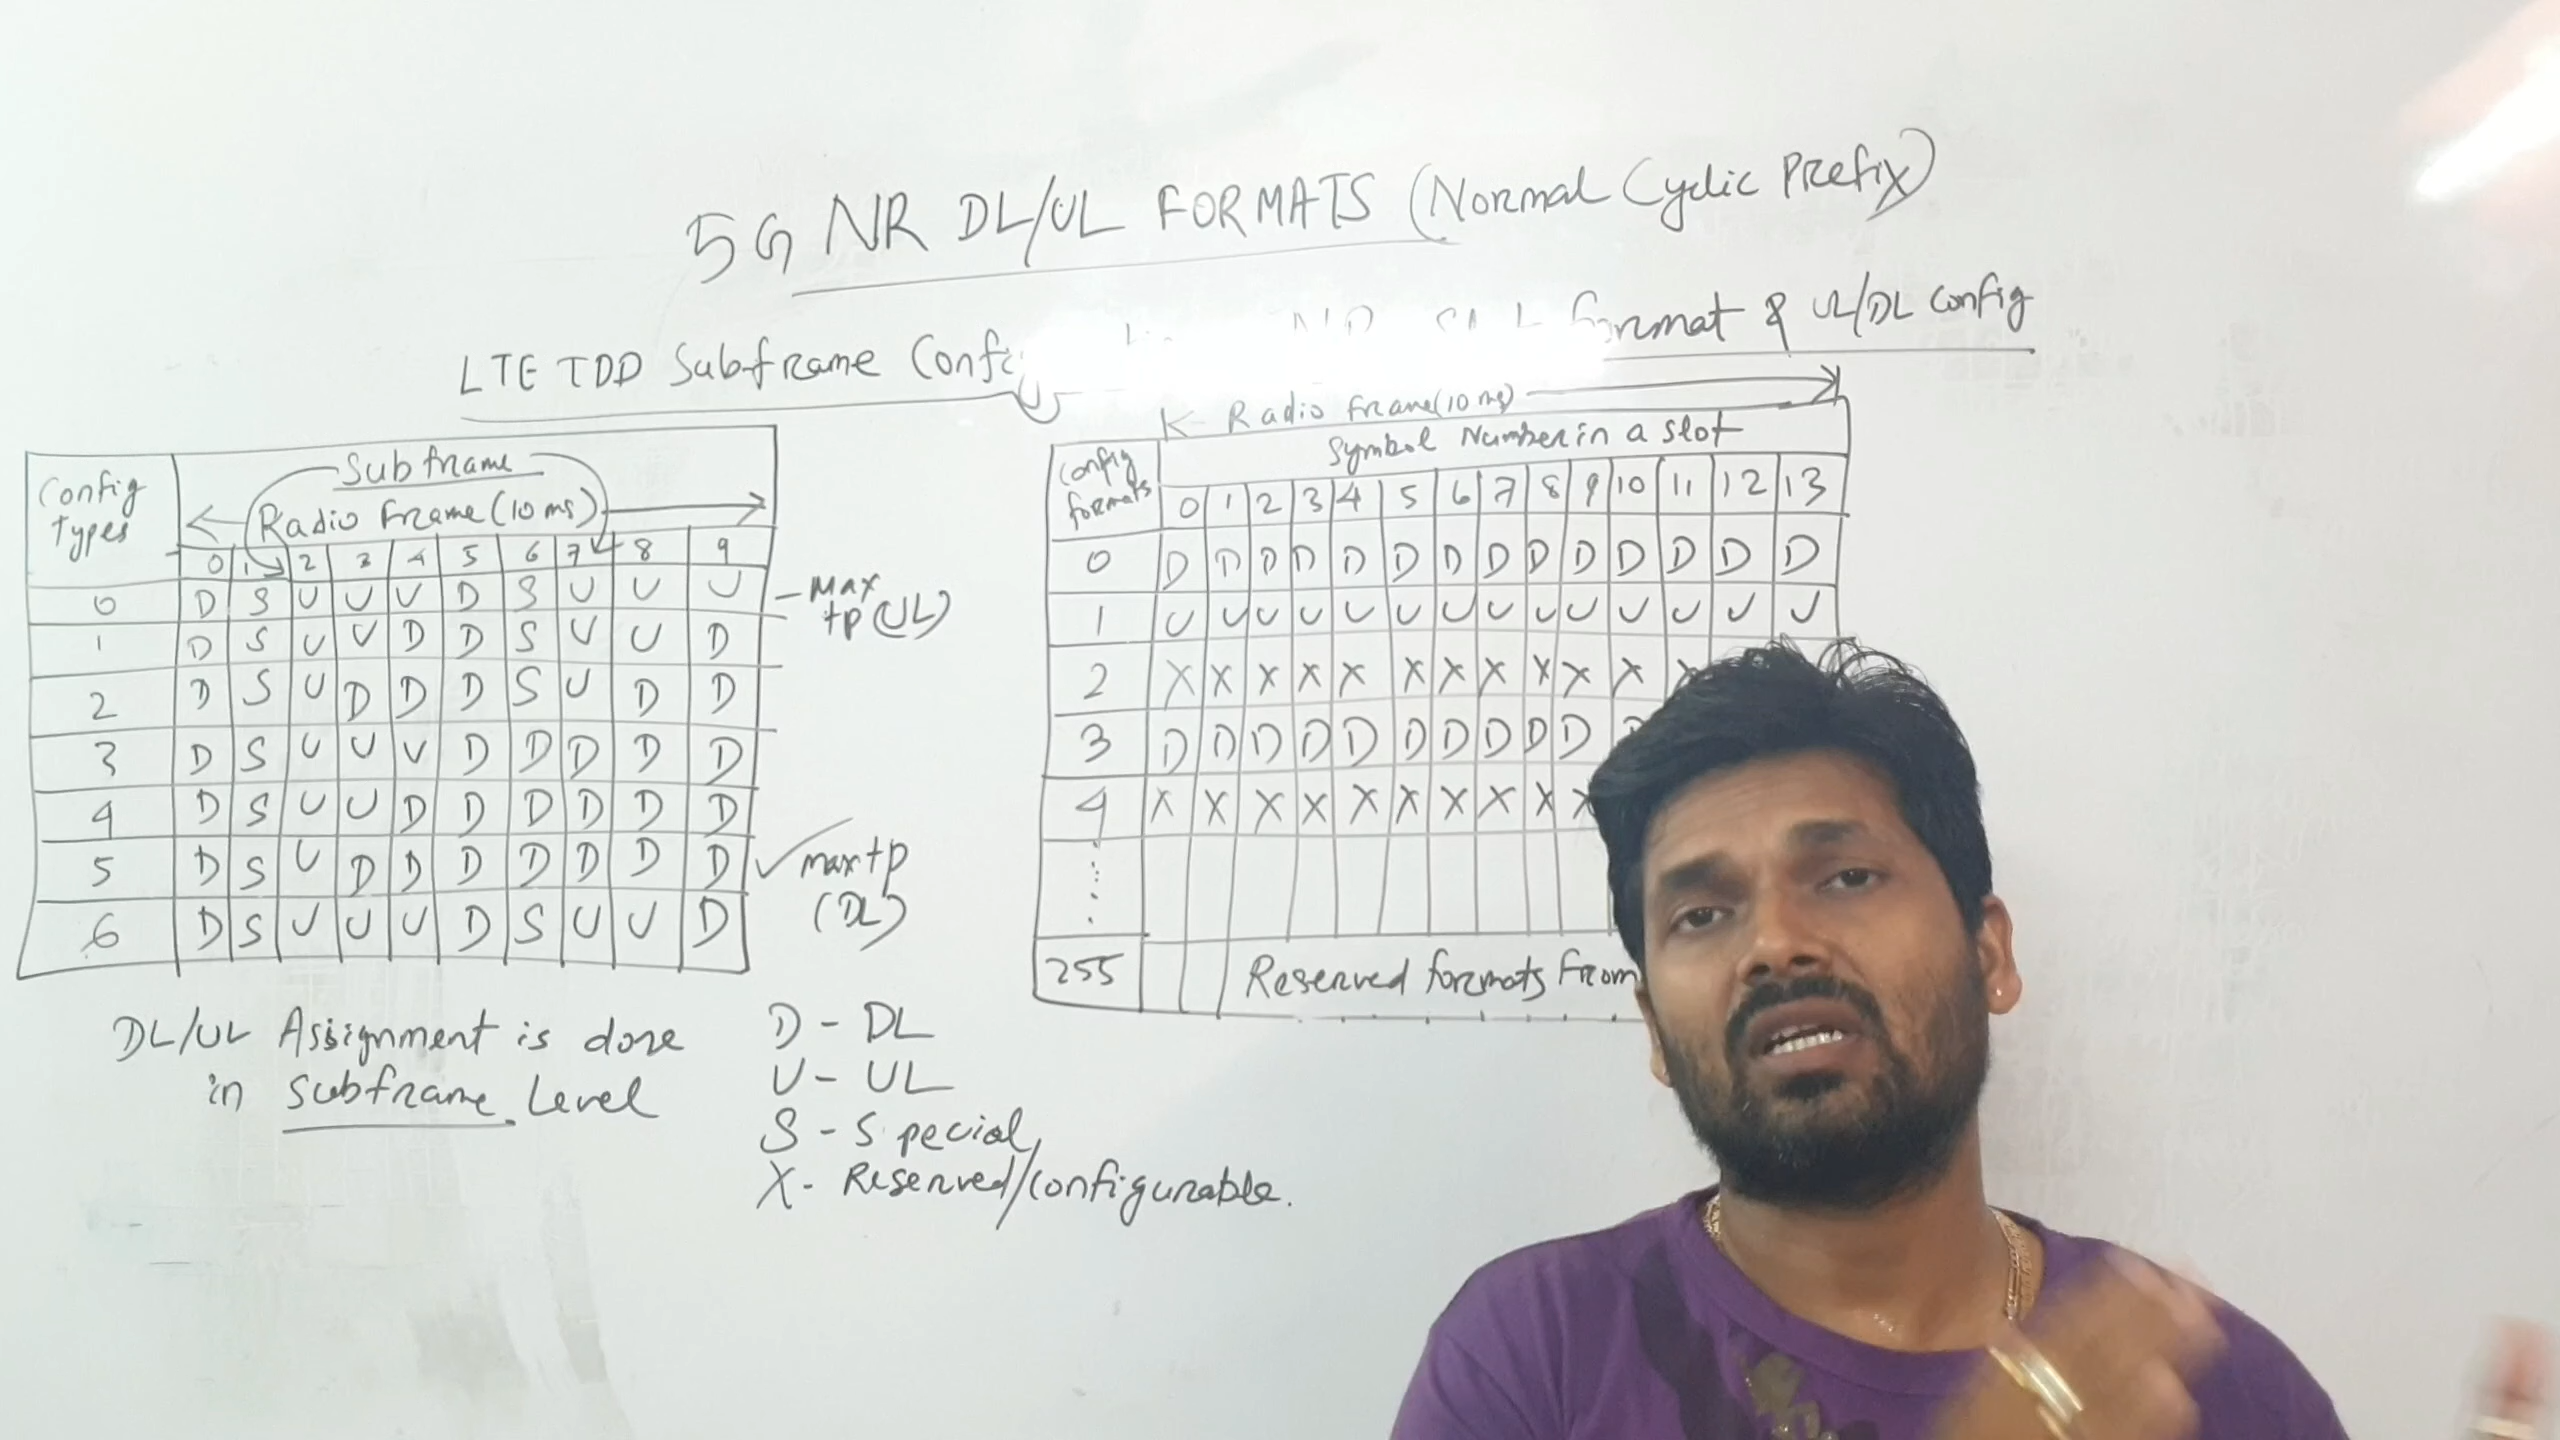 5G NR DL/UL FORMATS (Normal Cyclic Prefix)
LTE TDD Subframe
Format & UL/DL Config
Config Types
Subframe
Radio Frame (10 ms)
0 1 2 3 4 5 6 7 8 9
0 D S U U U D S U U U
- Max tp (UL)
1 D S U U D D S U U D
2 D S U D D D S U D D
3 D S U U U D D D D D
4 D S U U D D D D D D
5 D S U D D D D D D D
max tp (DL)
6 D S U U U D S U U D
DL/UL Assignment is done
in Subframe Level
D - DL
U - UL
S - Special
X - Reserved/Configurable.
Radio Frame (10 ms)
Config formats
Symbol Number in a slot
0 1 2 3 4 5 6 7 8 9 10 11 12 13
0 D D D D D D D D D D D D D D
1 U U U U U U U U U U U U U U
2 X X X X X X X X X X X X
3 D D D D D D D D D D
4 X X X X X X X X X X
255 Reserved formats From